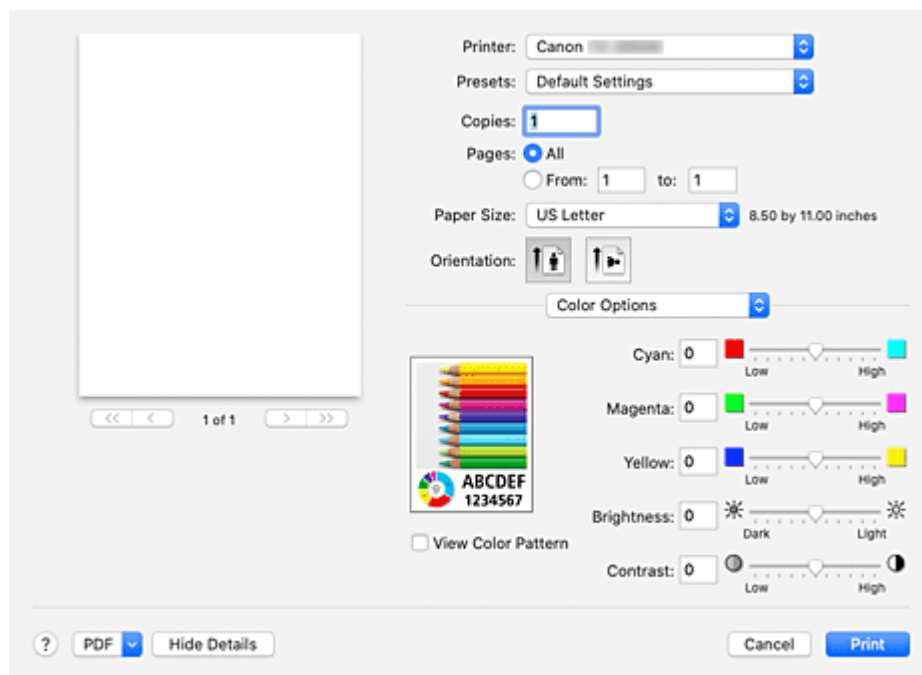 Printer: Canon
Presets: Default Settings
Copies: 1
Pages: All
From: 1 to: 1
Paper Size: US Letter 8.50 by 11.00 inches
Orientation:
Color Options
Cyan: 0
Low High
Magenta: 0
Low High
Yellow: 0
Low High
Brightness: 0
Dark Light
Contrast: 0
Low High
ABCDEF
1234567
View Color Pattern
<< < 1 of 1 > >>
? PDF Hide Details Cancel Print